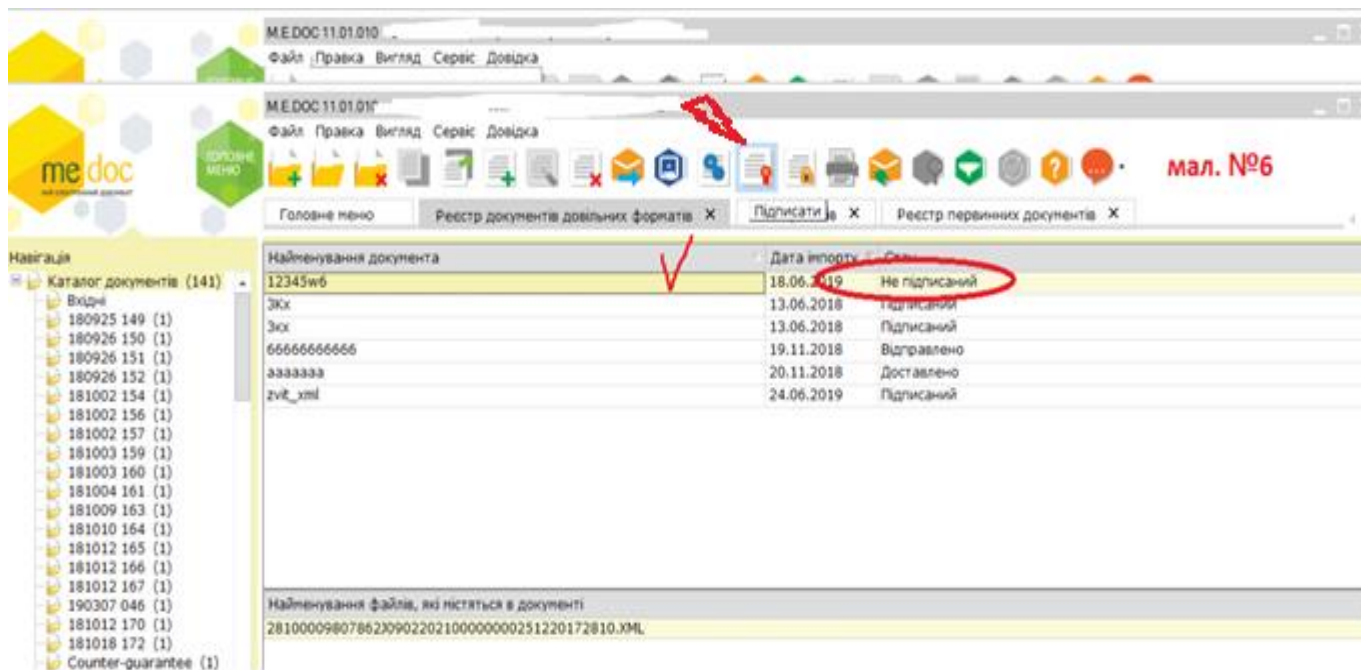 M.E.DOC 11.01.010
Файл Правка Вигляд Сервіс Довідка
M.E.DOC 11.01.010
Файл Правка Вигляд Сервіс Довідка
me doc
ГОЛОВНЕ
МЕНЮ
мал. №6
Головне меню
Реєстр документів довільних форматів X
Підписати
X
Реєстр первинних документів X
Навігація
Каталог документів (141)
Вхідні
180925 149 (1)
180926 150 (1)
180926 151 (1)
180926 152 (1)
181002 154 (1)
181002 156 (1)
181002 157 (1)
181003 159 (1)
181003 160 (1)
181004 161 (1)
181009 163 (1)
181010 164 (1)
181012 165 (1)
181012 166 (1)
181012 167 (1)
190307 046 (1)
181012 170 (1)
181018 172 (1)
Counter-guarantee (1)
Найменування документа Дата імпорту
12345w6 18.06.2019 Не підписаний
3Кх 13.06.2018 Підписаний
3кх 13.06.2018 Підписаний
66666666666 19.11.2018 Відправлено
ааааааа 20.11.2018 Доставлено
zvit_xml 24.06.2019 Підписаний
Найменування файлів, які містяться в документі